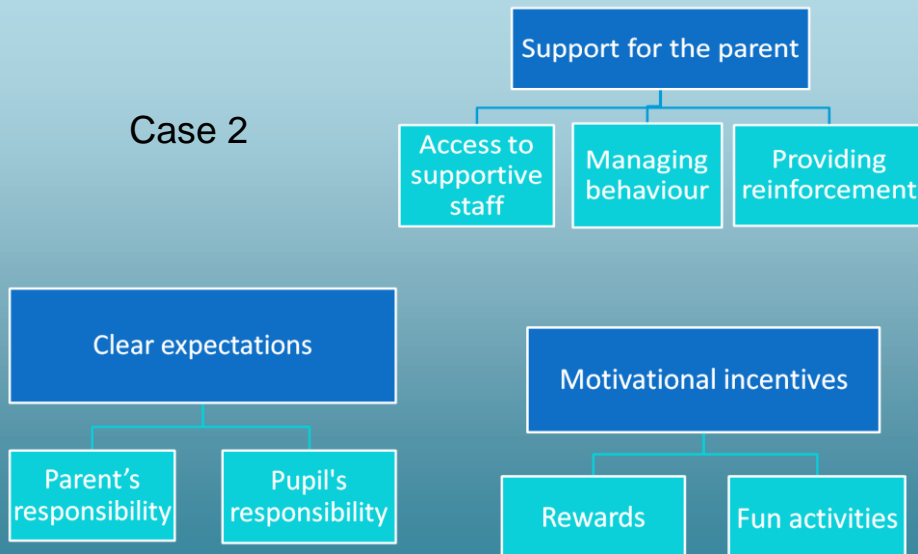 Case 2
Support for the parent
Access to
supportive
staff
Managing
behaviour
Providing
reinforcement
Clear expectations
Parent’s
responsibility
Pupil's
responsibility
Motivational incentives
Rewards
Fun activities